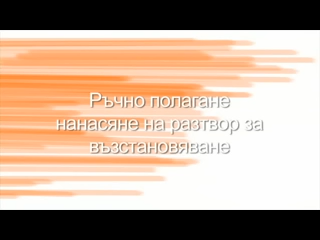 Ръчно полагане
нанасяне на разтвор за
възстановяване